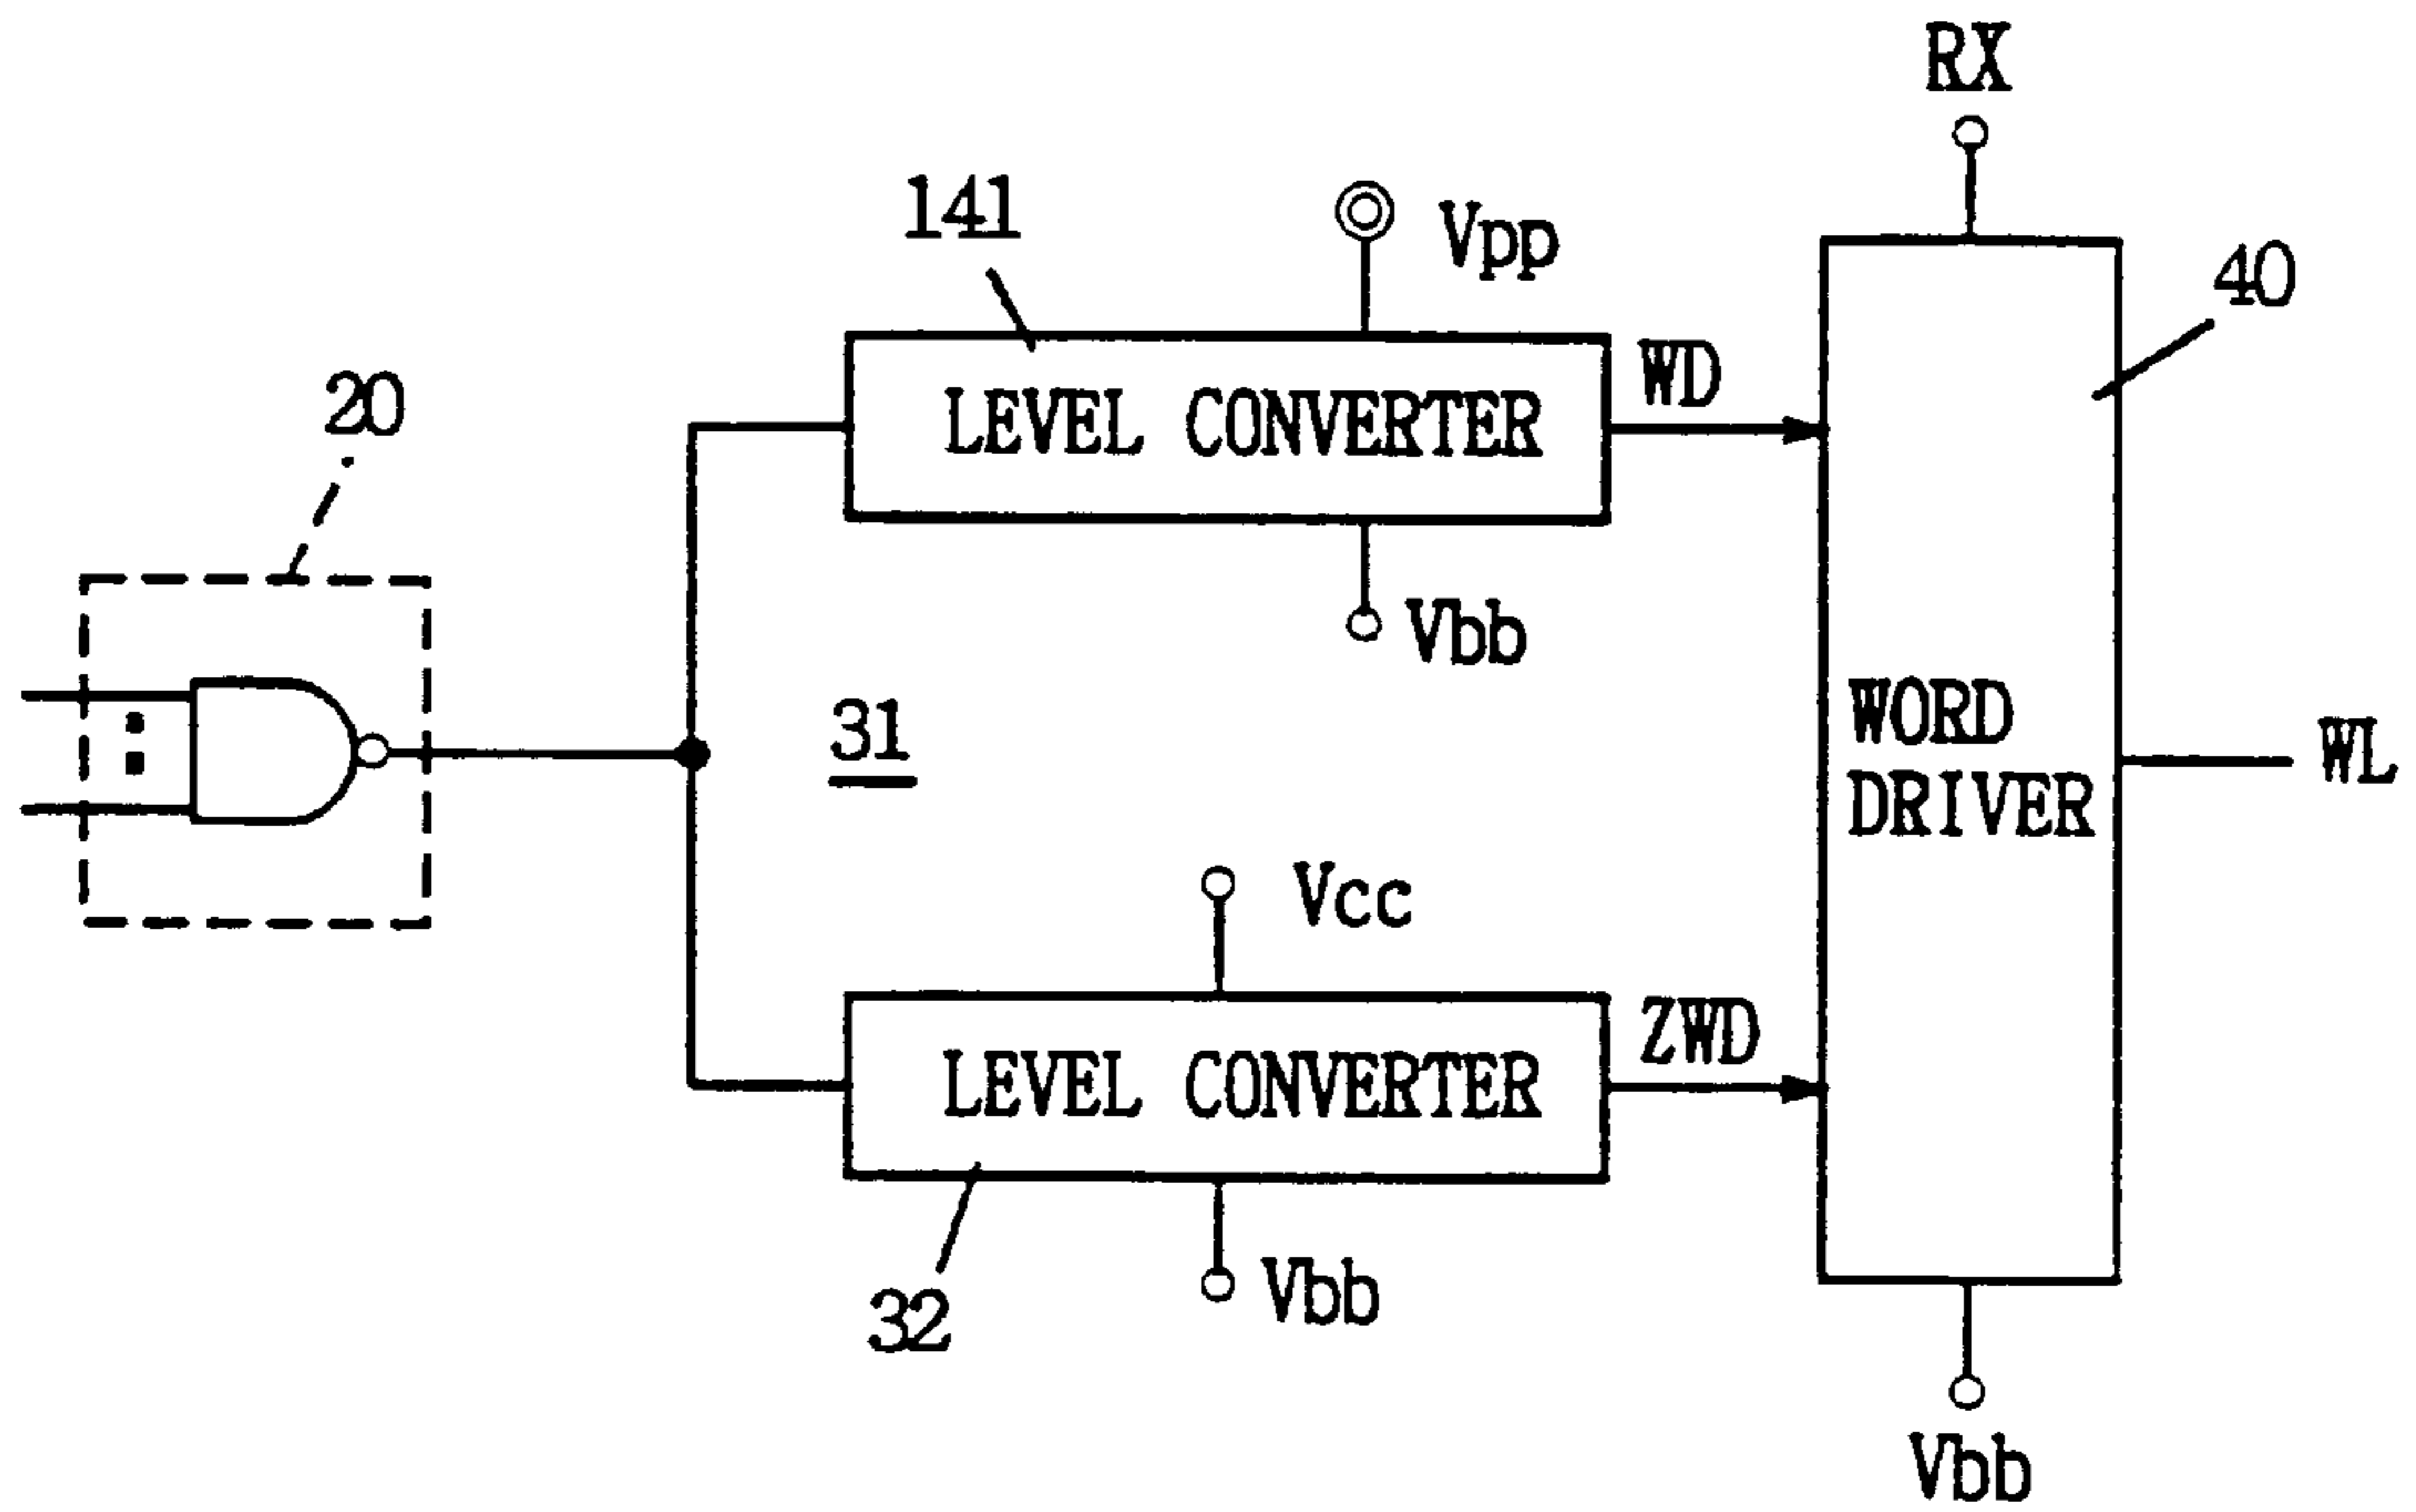 RX
141
Vpp
40
WD
20
LEVEL CONVERTER
Vbb
31
WORD
DRIVER
WL
Vcc
ZWD
LEVEL CONVERTER
32
Vbb
Vbb